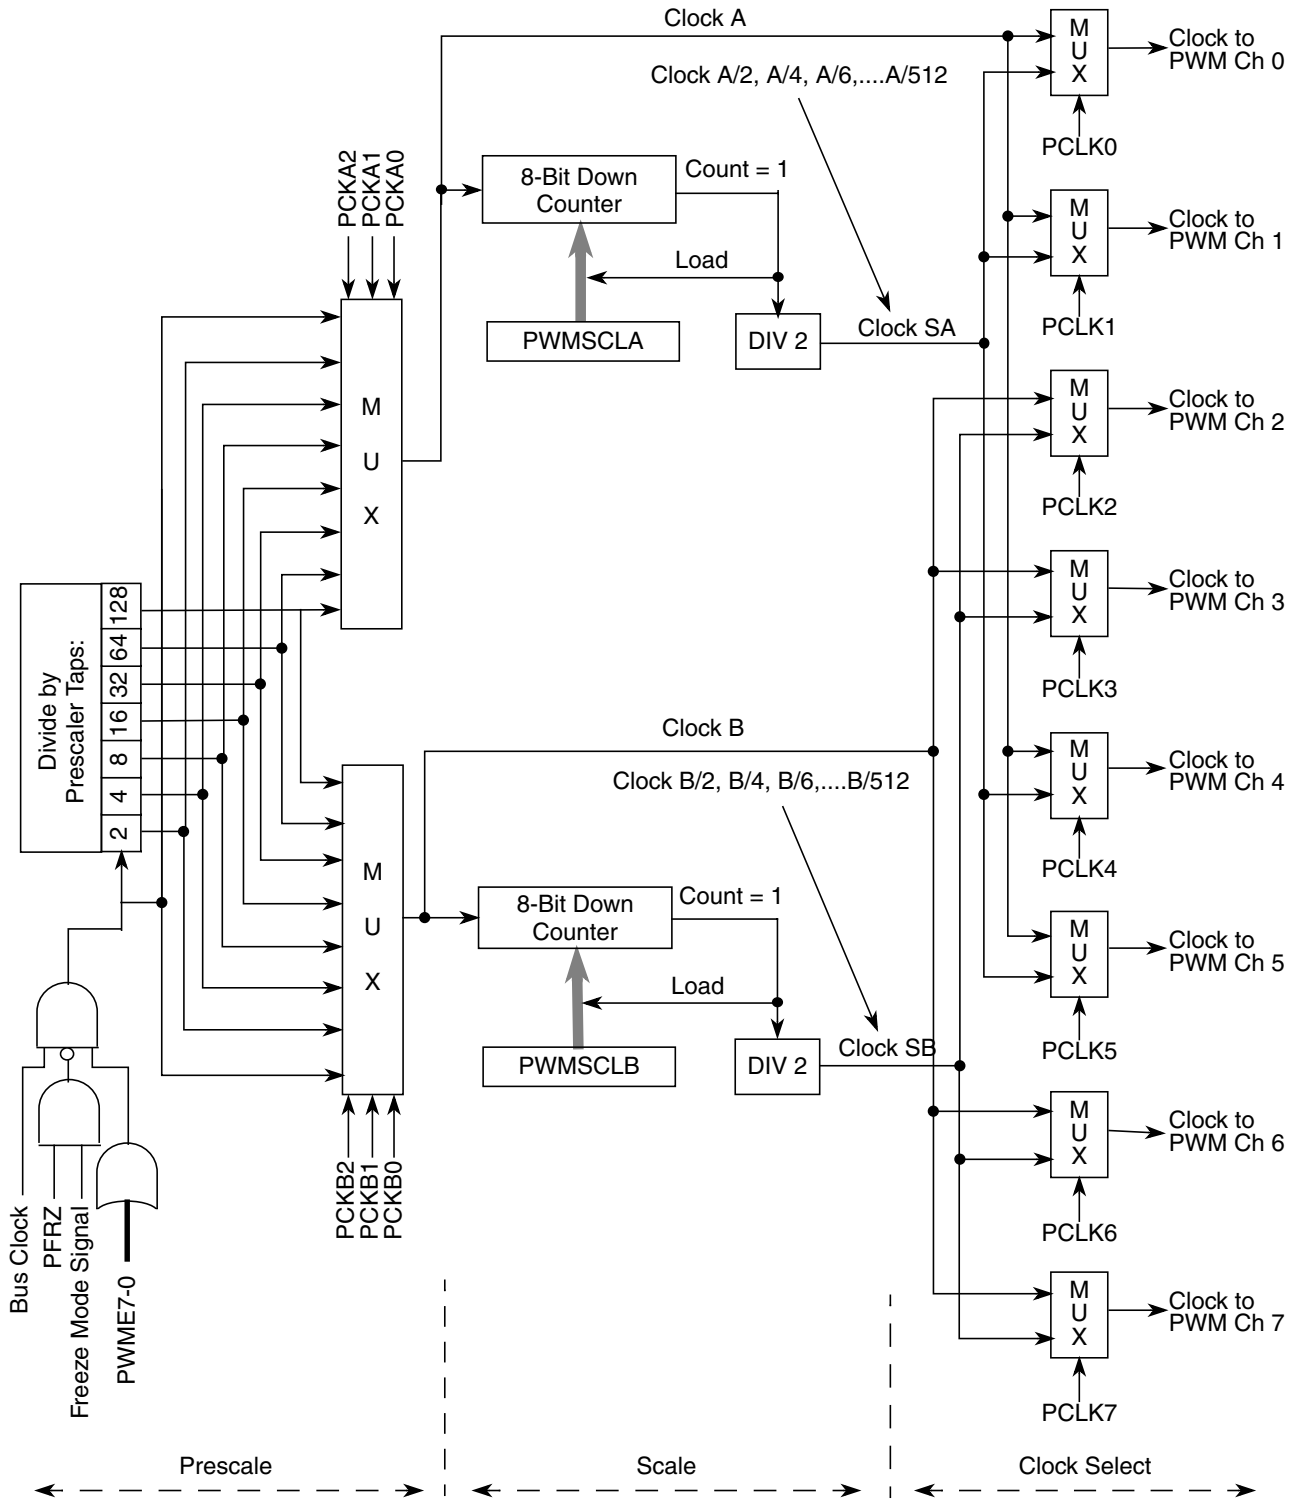 Clock A
Clock A/2, A/4, A/6,....A/512
M
U
X
Clock to
PWM Ch 0
PCLK0
PCKA2
PCKA1
PCKA0
8-Bit Down
Counter
Count = 1
Load
PWMSCLA
DIV 2
Clock SA
M
U
X
Clock to
PWM Ch 1
PCLK1
M
U
X
M
U
X
Clock to
PWM Ch 2
PCLK2
M
U
X
Clock to
PWM Ch 3
PCLK3
Divide by
Prescaler Taps:
128
64
32
16
8
4
2
Clock B
Clock B/2, B/4, B/6,....B/512
M
U
X
Clock to
PWM Ch 4
PCLK4
M
U
X
8-Bit Down
Counter
Count = 1
Load
PWMSCLB
DIV 2
Clock SB
M
U
X
Clock to
PWM Ch 5
PCLK5
PCKB2
PCKB1
PCKB0
M
U
X
Clock to
PWM Ch 6
PCLK6
Bus Clock
PFRZ
Freeze Mode Signal
PWME7-0
M
U
X
Clock to
PWM Ch 7
PCLK7
Prescale
Scale
Clock Select